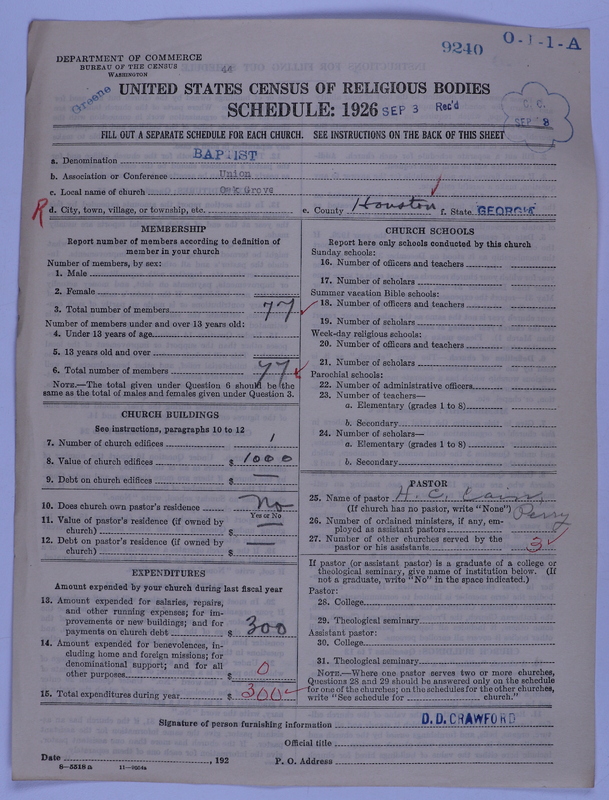 9240 O-1-1-A
DEPARTMENT OF COMMERCE
BUREAU OF THE CENSUS
WASHINGTON
46
Greene
UNITED STATES CENSUS OF RELIGIOUS BODIES
SCHEDULE: 1926 SEP 3 Rec'd
C. C.
SEP 8
FILL OUT A SEPARATE SCHEDULE FOR EACH CHURCH. SEE INSTRUCTIONS ON THE BACK OF THIS SHEET
a. Denomination BAPTIST
b. Association or Conference Union
c. Local name of church Oak Grove
R d. City, town, village, or township, etc. e. County Houston f. State GEORGIA
MEMBERSHIP
Report number of members according to definition of
member in your church
Number of members, by sex:
1. Male
2. Female
3. Total number of members 77
Number of members under and over 13 years old:
4. Under 13 years of age
5. 13 years old and over
6. Total number of members 77
NOTE.—The total given under Question 6 should be the
same as the total of males and females given under Question 3.
CHURCH BUILDINGS
See instructions, paragraphs 10 to 12
7. Number of church edifices 1
8. Value of church edifices $ 1000
9. Debt on church edifices $ —
10. Does church own pastor's residence No
Yes or No
11. Value of pastor's residence (if owned by
church) $ —
12. Debt on pastor's residence (if owned by
church) $ —
EXPENDITURES
Amount expended by your church during last fiscal year
13. Amount expended for salaries, repairs,
and other running expenses; for im-
provements or new buildings; and for
payments on church debt $ 300
14. Amount expended for benevolences, in-
cluding home and foreign missions; for
denominational support; and for all
other purposes $ 0
15. Total expenditures during year $ 300
CHURCH SCHOOLS
Report here only schools conducted by this church
Sunday schools:
16. Number of officers and teachers
17. Number of scholars
Summer vacation Bible schools:
18. Number of officers and teachers
19. Number of scholars
Week-day religious schools:
20. Number of officers and teachers
21. Number of scholars
Parochial schools:
22. Number of administrative officers
23. Number of teachers—
a. Elementary (grades 1 to 8)
b. Secondary
24. Number of scholars—
a. Elementary (grades 1 to 8)
b. Secondary
PASTOR
25. Name of pastor H. C. Cain,
(If church has no pastor, write "None") Perry
26. Number of ordained ministers, if any, em-
ployed as assistant pastors
27. Number of other churches served by the
pastor or his assistants 3
If pastor (or assistant pastor) is a graduate of a college or
theological seminary, give name of institution below. (If
not a graduate, write "No" in the space indicated.)
Pastor:
28. College
29. Theological seminary
Assistant pastor:
30. College
31. Theological seminary
NOTE.—Where one pastor serves two or more churches,
Questions 28 and 29 should be answered only on the schedule
for one of the churches; on the schedules for the other churches,
write "See schedule for church."
Signature of person furnishing information D. D. CRAWFORD
Official title
Date , 192 P. O. Address
8—5518 a